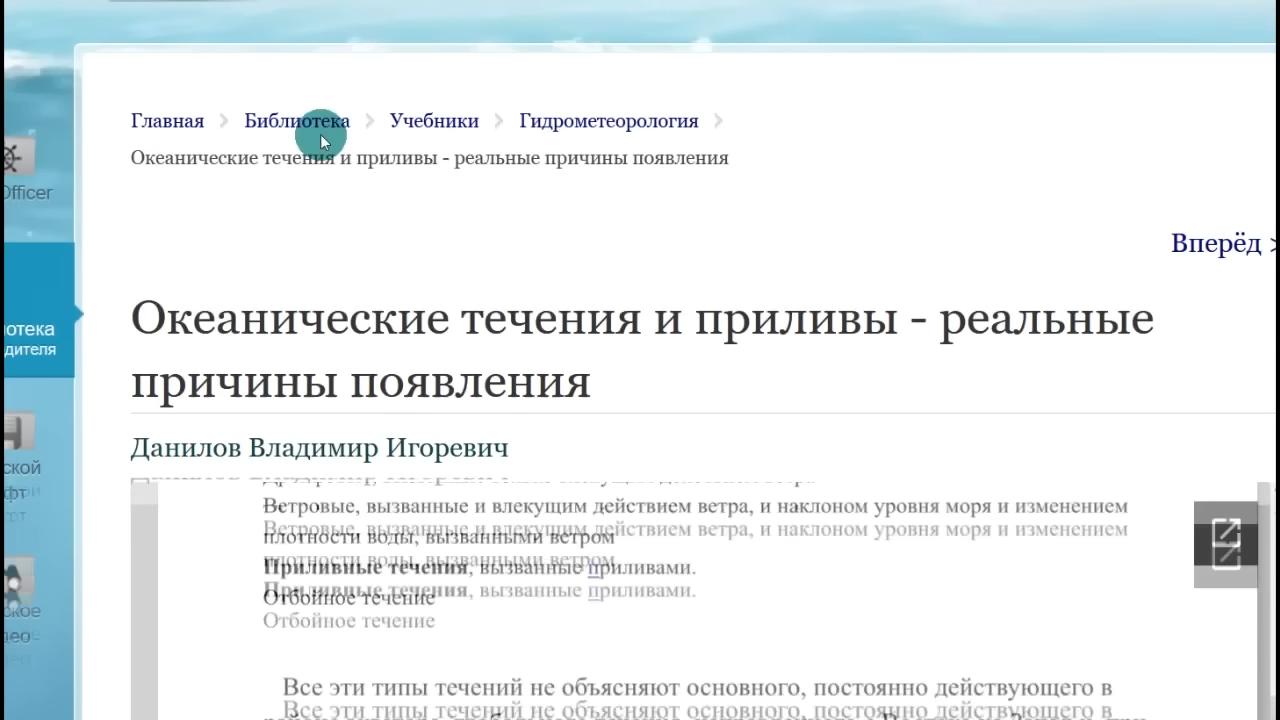 Главная Библиотека Учебники Гидрометеорология
Океанические течения и приливы - реальные причины появления
Officer
Вперёд >
Океанические течения и приливы - реальные
причины появления
Данилов Владимир Игоревич
Ветровые, вызванные и влекущим действием ветра, и наклоном уровня моря и изменением
плотности воды, вызванными ветром
Приливные течения, вызванные приливами.
Отбойное течение
Все эти типы течений не объясняют основного, постоянно действующего в